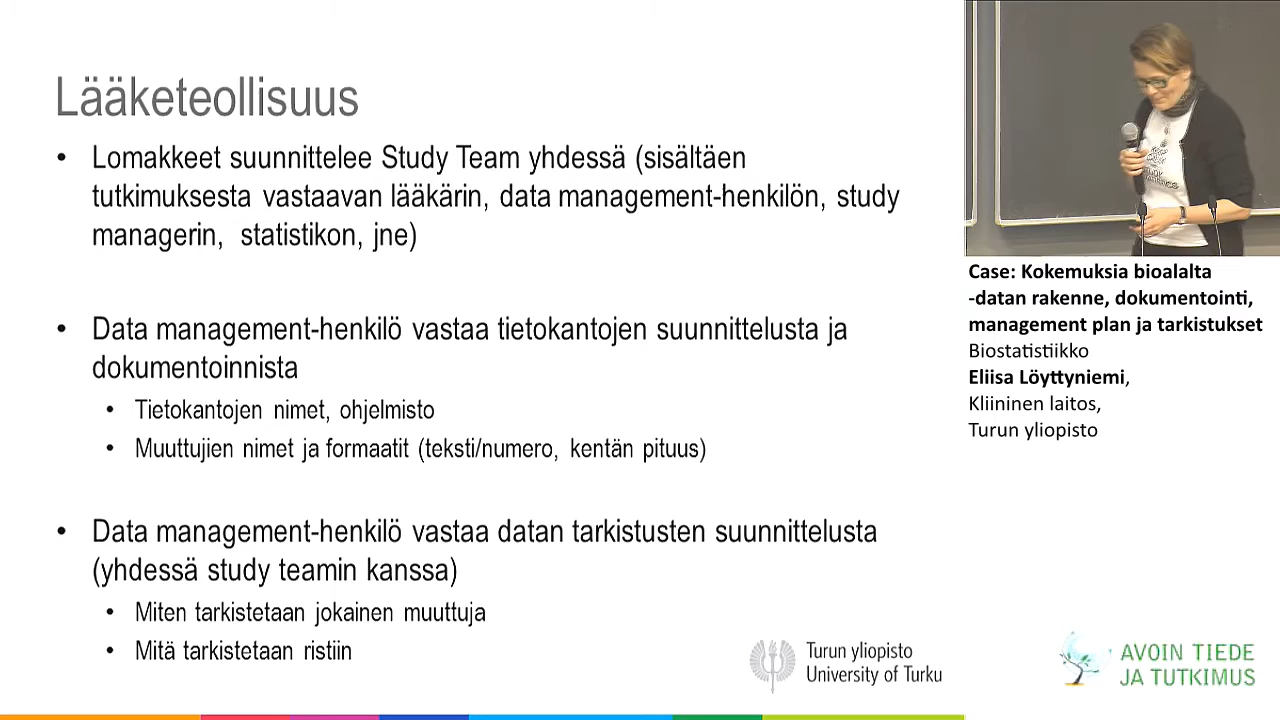 Lääketeollisuus
• Lomakkeet suunnittelee Study Team yhdessä (sisältäen
tutkimuksesta vastaavan lääkärin, data management-henkilön, study
managerin, statistikon, jne)
• Data management-henkilö vastaa tietokantojen suunnittelusta ja
dokumentoinnista
• Tietokantojen nimet, ohjelmisto
• Muuttujien nimet ja formaatit (teksti/numero, kentän pituus)
• Data management-henkilö vastaa datan tarkistusten suunnittelusta
(yhdessä study teamin kanssa)
• Miten tarkistetaan jokainen muuttuja
• Mitä tarkistetaan ristiin
Turun yliopisto
University of Turku
Case: Kokemuksia bioalalta
-datan rakenne, dokumentointi,
management plan ja tarkistukset
Biostatistiikko
Eliisa Löyttyniemi,
Kliininen laitos,
Turun yliopisto
AVOIN TIEDE
JA TUTKIMUS